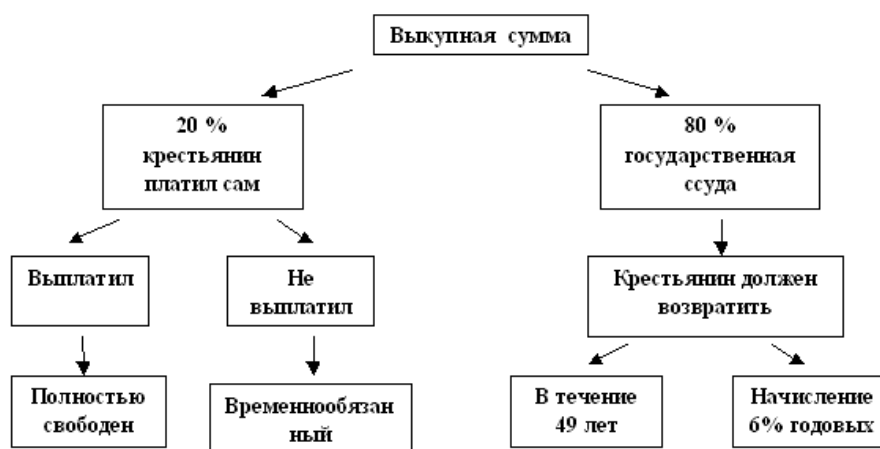 Выкупная сумма
20 %
крестьянин
платил сам
80 %
государственная
ссуда
Выплатил
Не
выплатил
Крестьянин должен
возвратить
Полностью
свободен
Временнообязан
ный
В течение
49 лет
Начисление
6% годовых